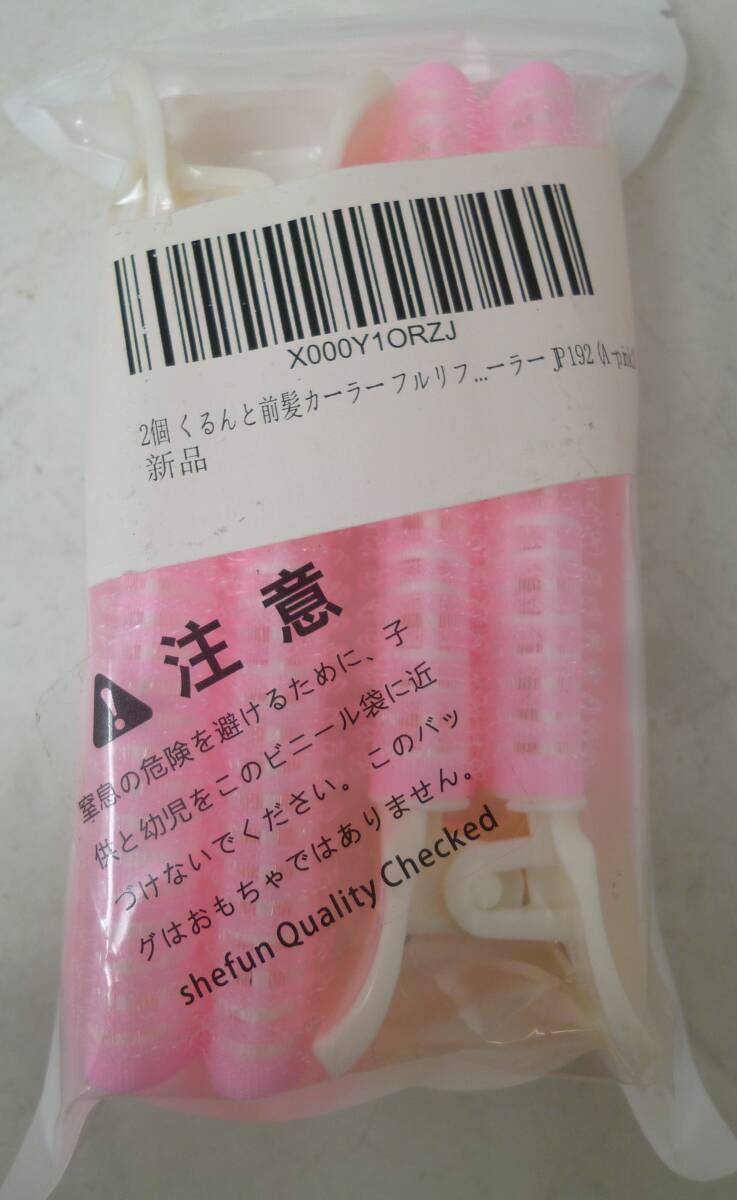 X000Y1ORZJ
2個 くるんと前髪カーラー フルリフ...ーラー JP192 (A-pink)
新品
注意
窒息の危険を避けるために、子
供と幼児をこのビニール袋に近
づけないでください。このバッ
グはおもちゃではありません。
shefun Quality Checked